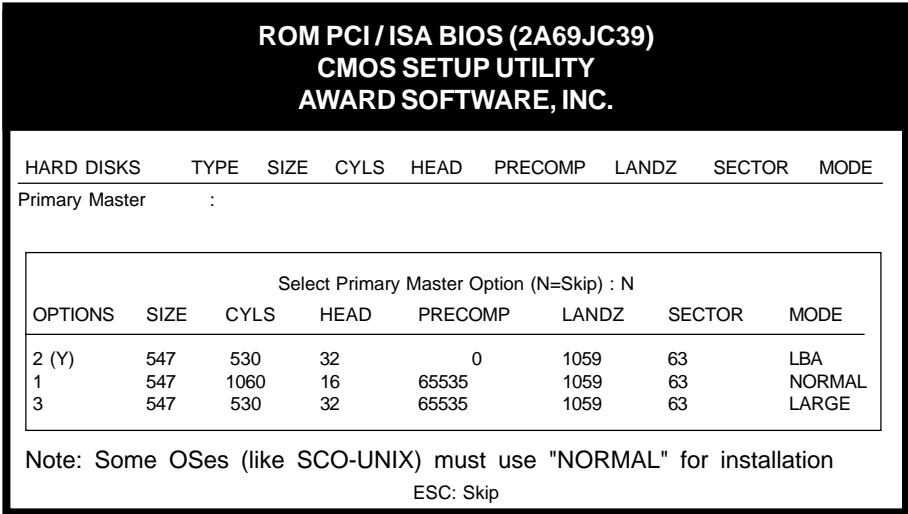 ROM PCI / ISA BIOS (2A69JC39)
CMOS SETUP UTILITY
AWARD SOFTWARE, INC.
HARD DISKS TYPE SIZE CYLS HEAD PRECOMP LANDZ SECTOR MODE
Primary Master :
Select Primary Master Option (N=Skip) : N
OPTIONS SIZE CYLS HEAD PRECOMP LANDZ SECTOR MODE
2 (Y) 547 530 32 0 1059 63 LBA
1 547 1060 16 65535 1059 63 NORMAL
3 547 530 32 65535 1059 63 LARGE
Note: Some OSes (like SCO-UNIX) must use "NORMAL" for installation
ESC: Skip